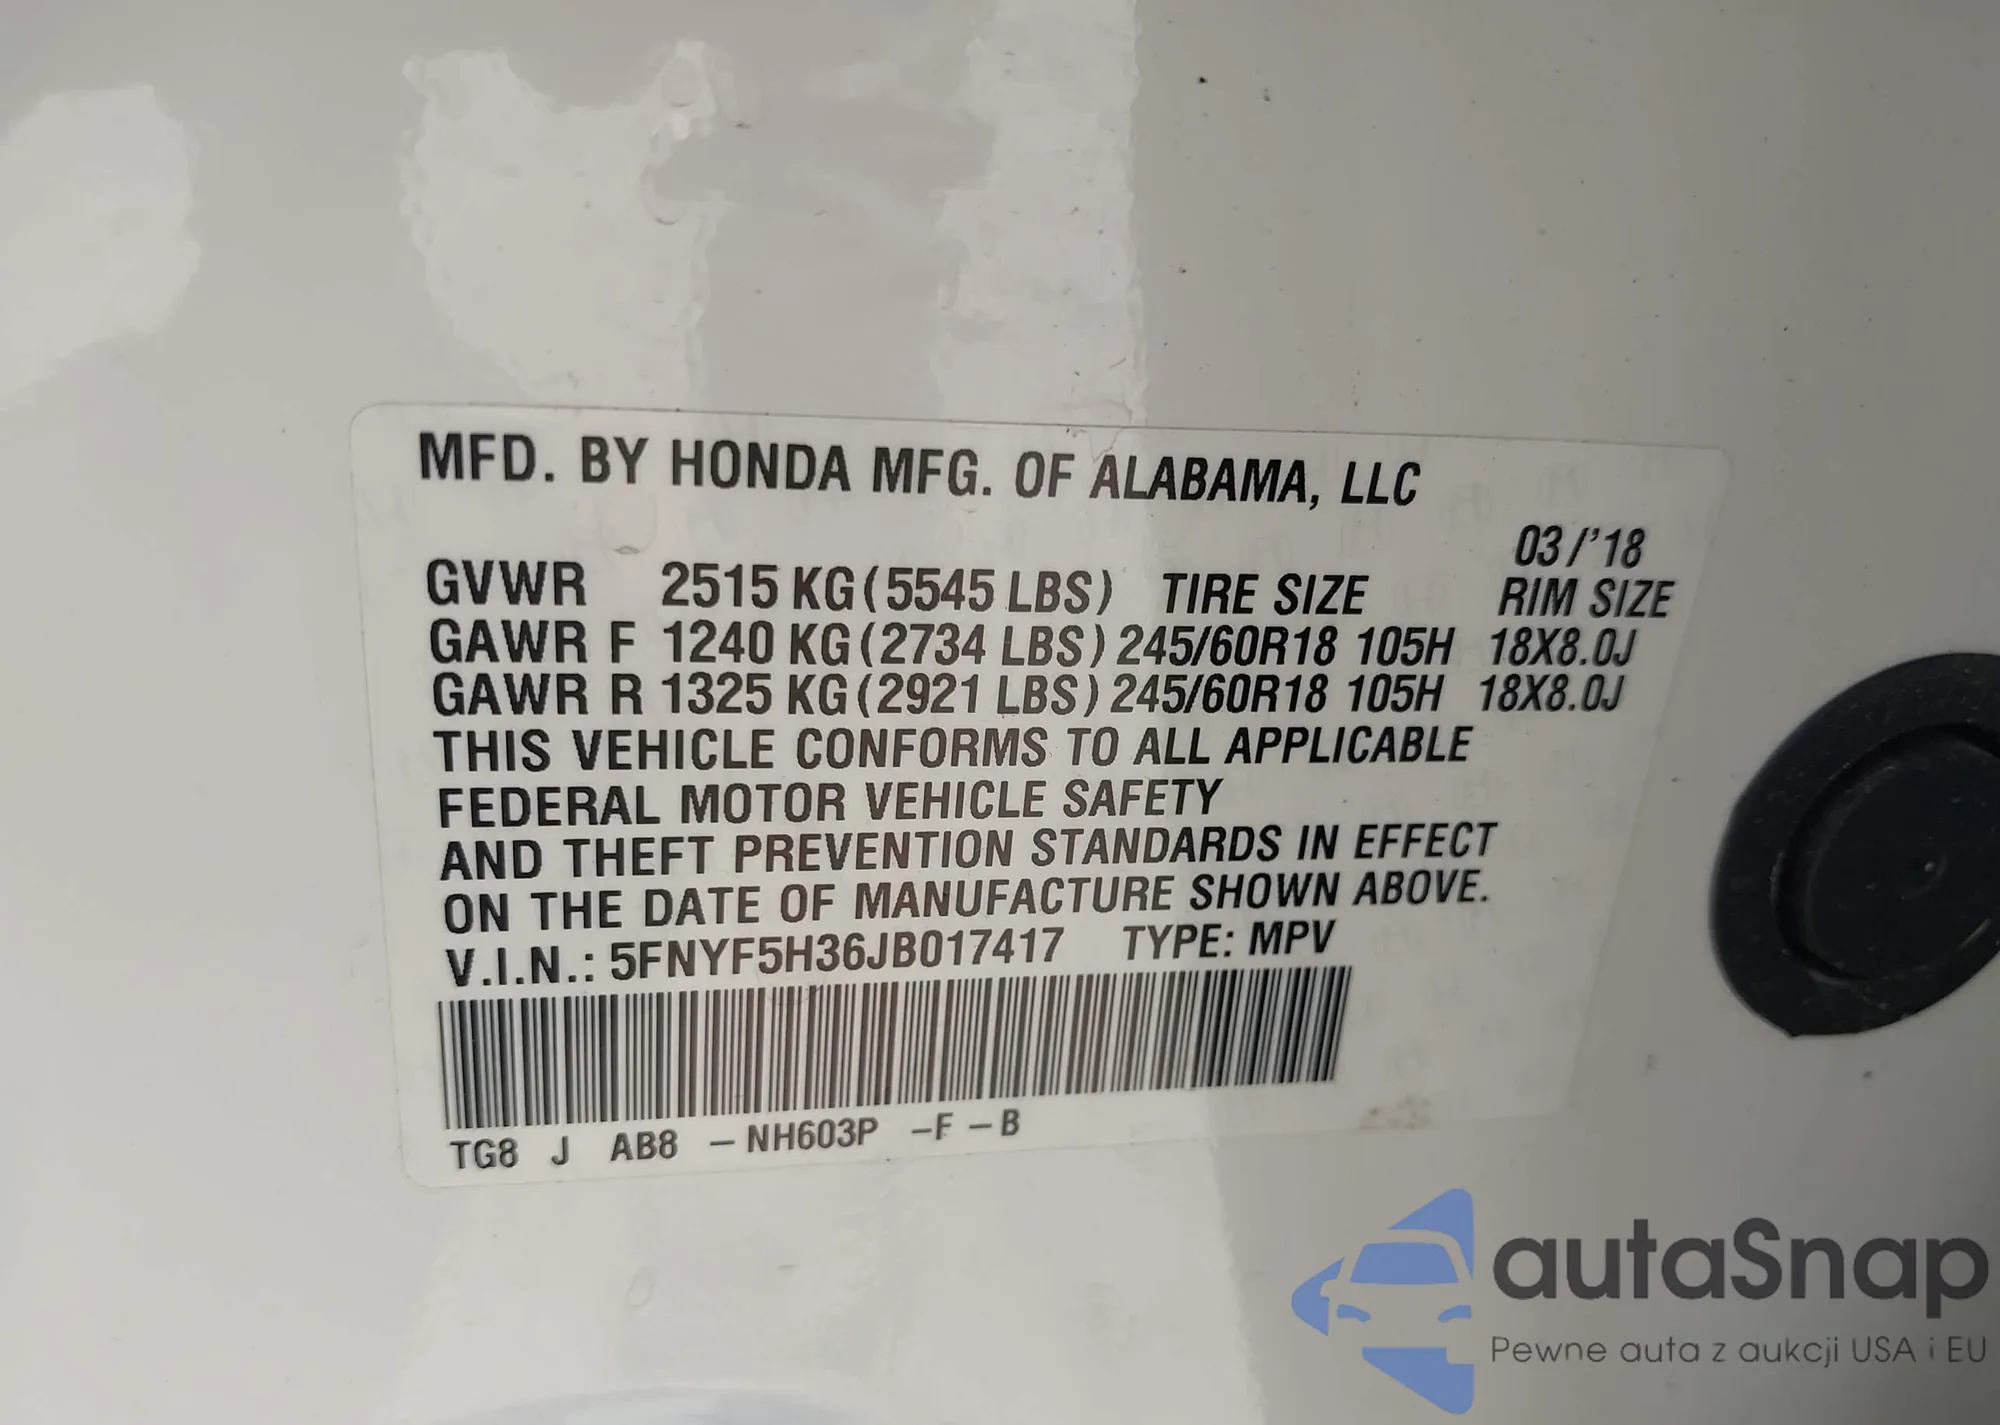 MFD. BY HONDA MFG. OF ALABAMA, LLC
03/'18
GVWR 2515 KG (5545 LBS) TIRE SIZE RIM SIZE
GAWR F 1240 KG (2734 LBS) 245/60R18 105H 18X8.0J
GAWR R 1325 KG (2921 LBS) 245/60R18 105H 18X8.0J
THIS VEHICLE CONFORMS TO ALL APPLICABLE
FEDERAL MOTOR VEHICLE SAFETY
AND THEFT PREVENTION STANDARDS IN EFFECT
ON THE DATE OF MANUFACTURE SHOWN ABOVE.
V.I.N.: 5FNYF5H36JB017417 TYPE: MPV
TG8 J AB8 –NH603P –F –B
autaSnap
Pewne auta z aukcji USA i EU